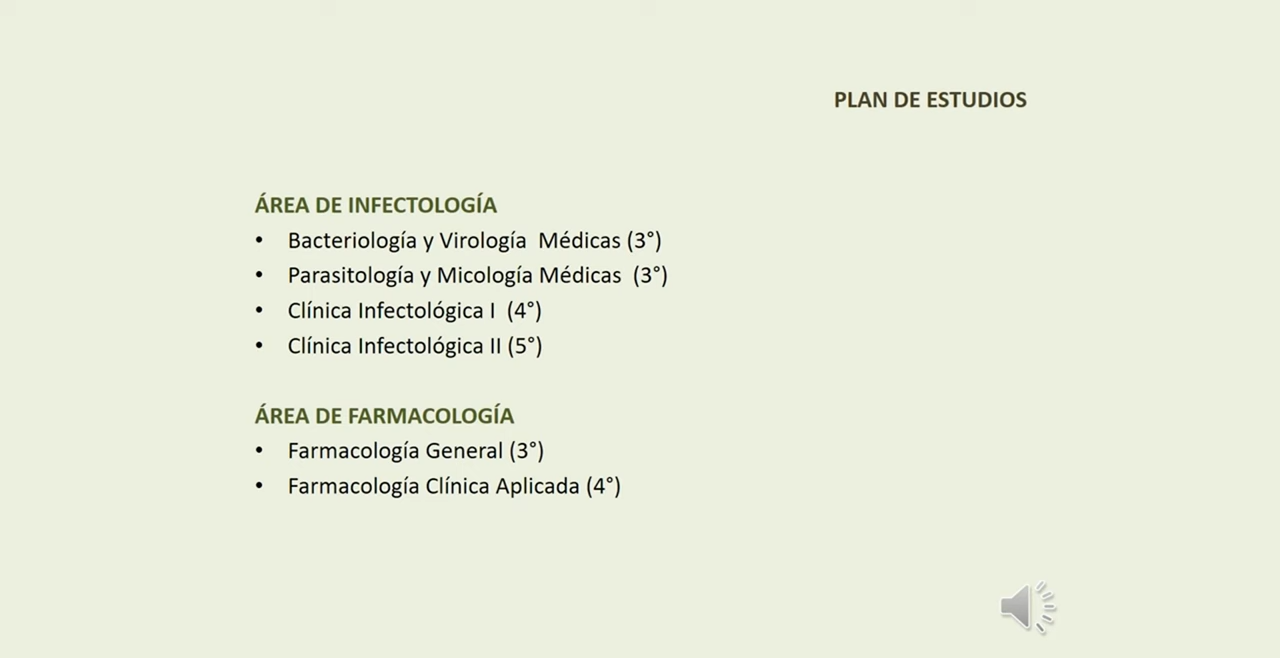 PLAN DE ESTUDIOS
ÁREA DE INFECTOLOGÍA
• Bacteriología y Virología  Médicas (3°)
• Parasitología y Micología Médicas  (3°)
• Clínica Infectológica I  (4°)
• Clínica Infectológica II (5°)
ÁREA DE FARMACOLOGÍA
• Farmacología General (3°)
• Farmacología Clínica Aplicada (4°)